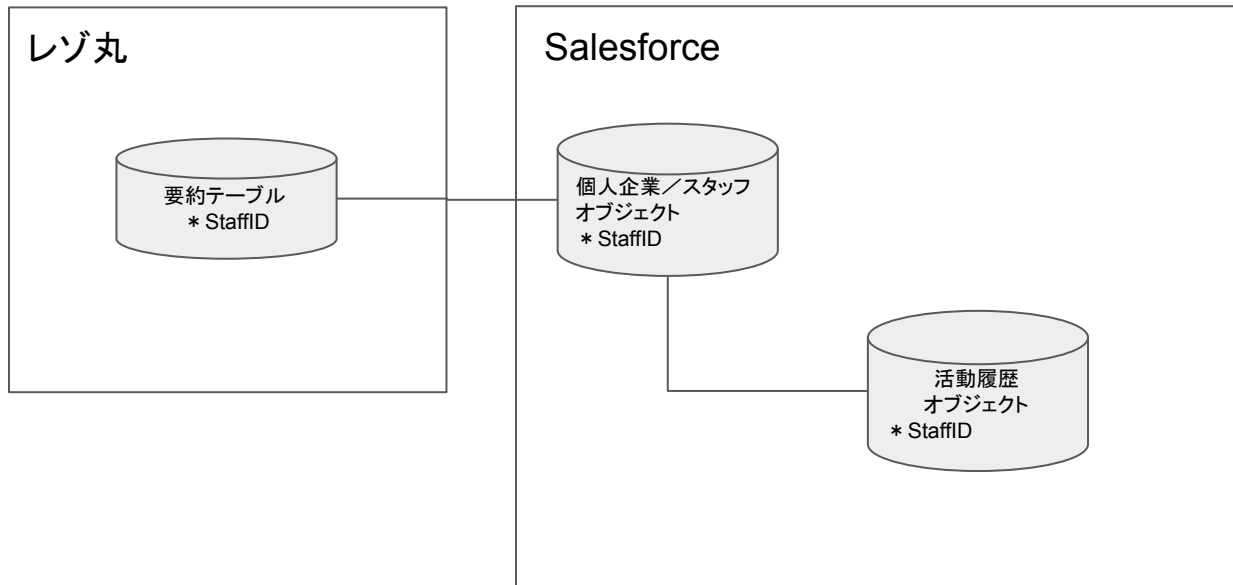 レゾ丸
Salesforce
要約テーブル
* StaffID
個人企業／スタッフ
オブジェクト
* StaffID
活動履歴
オブジェクト
* StaffID